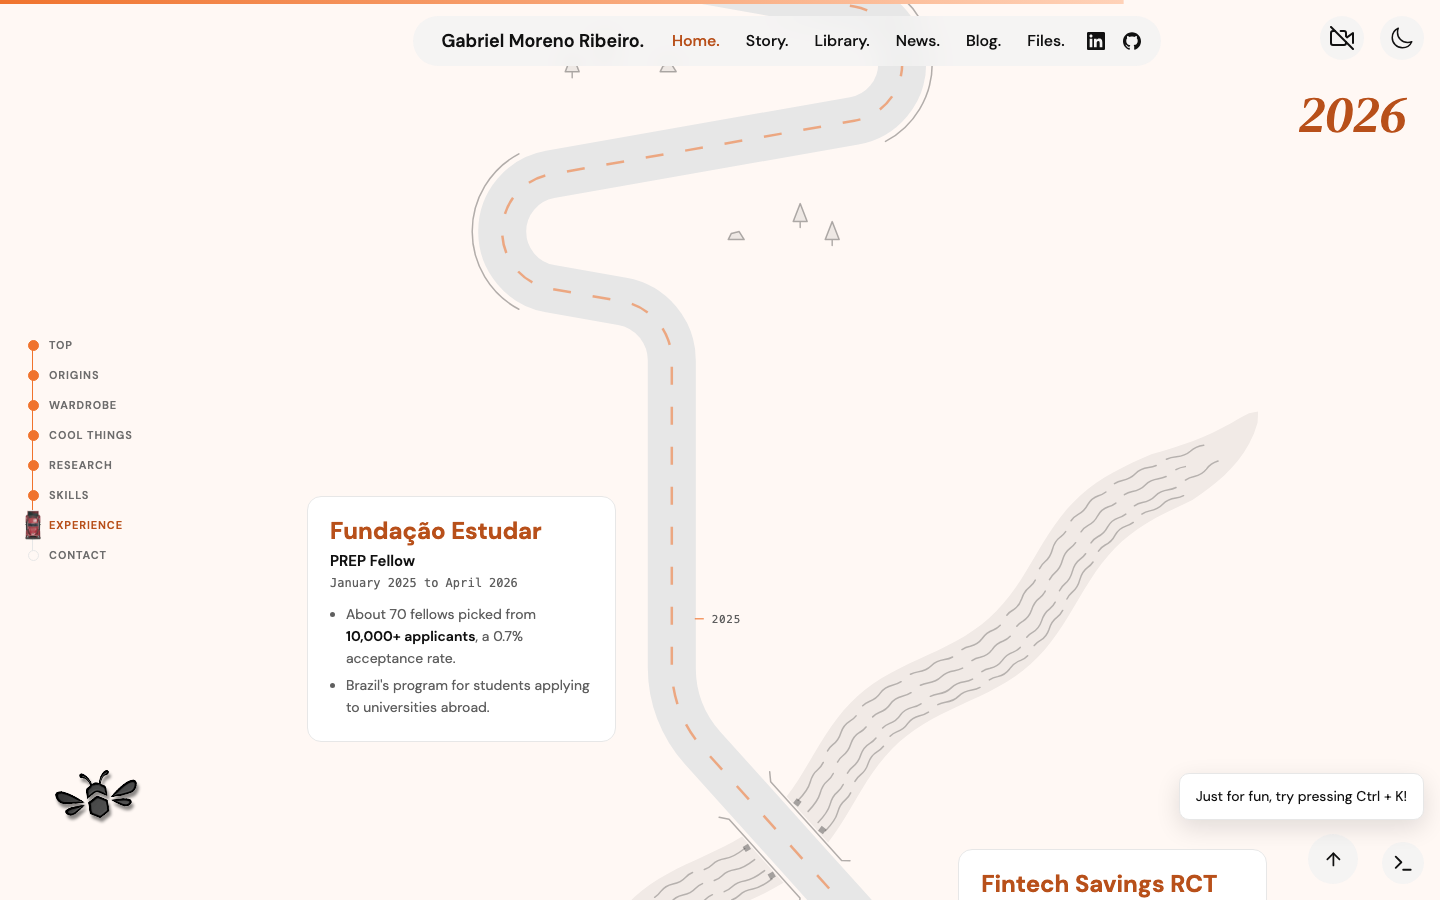 Gabriel Moreno Ribeiro. Home. Story. Library. News. Blog. Files.
2026
TOP
ORIGINS
WARDROBE
COOL THINGS
RESEARCH
SKILLS
EXPERIENCE
CONTACT
Fundação Estudar
PREP Fellow
January 2025 to April 2026
About 70 fellows picked from
10,000+ applicants, a 0.7%
acceptance rate.
Brazil's program for students applying
to universities abroad.
2025
Just for fun, try pressing Ctrl + K!
Fintech Savings RCT